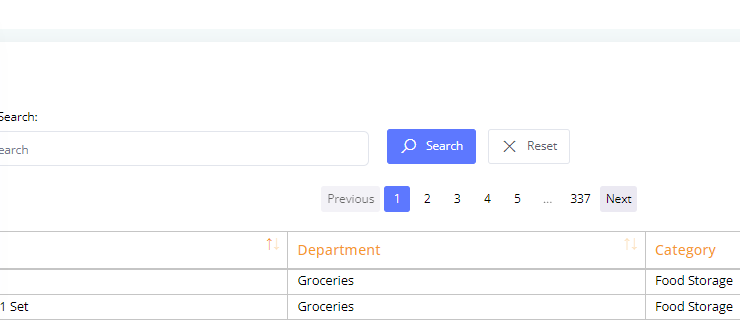 Search:
earch Search Reset
Previous 1 2 3 4 5 ... 337 Next
Department Category
Groceries Food Storage
1 Set Groceries Food Storage